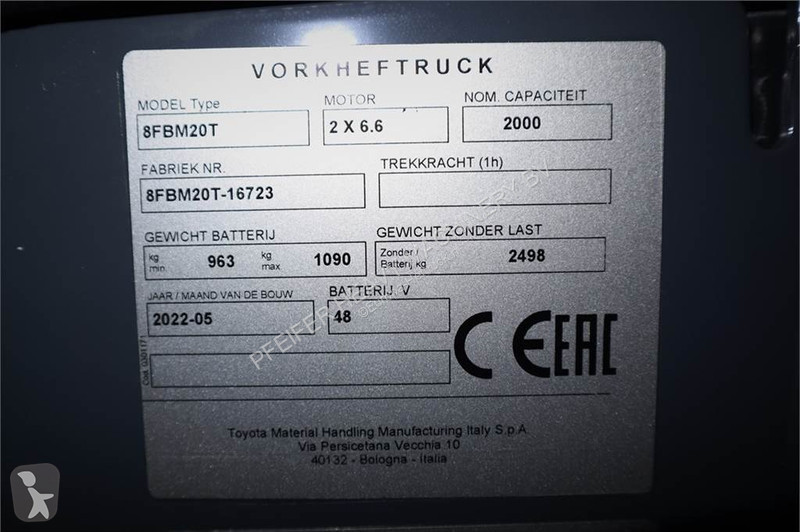 VORKHEFTRUCK
MODEL Type
MOTOR
NOM. CAPACITEIT
8FBM20T
2 X 6.6
2000
FABRIEK NR.
TREKKRACHT (1h)
8FBM20T-16723
GEWICHT BATTERIJ
GEWICHT ZONDER LAST
kg min
963
kg max
1090
Zonder / Batterij kg
2498
JAAR / MAAND VAN DE BOUW
BATTERIJ V
2022-05
48
CE EAC
Toyota Material Handling Manufacturing Italy S.p.A.
Via Persicetana Vecchia 10
40132 - Bologna - Italia